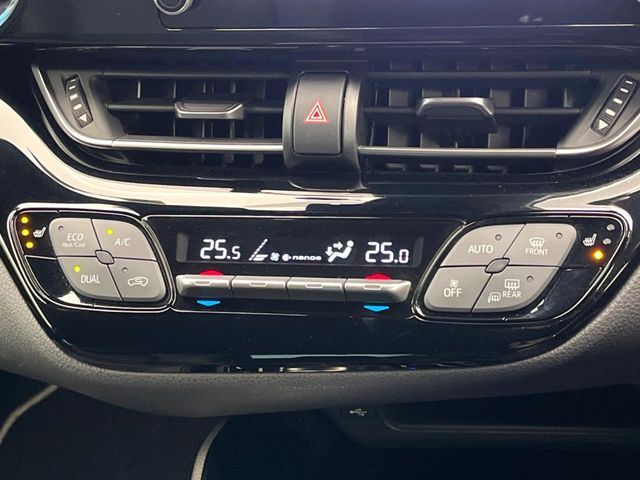 25.5 nanoe 25.0
ECO
Heat/Cool
A/C
DUAL
AUTO
FRONT
OFF
REAR